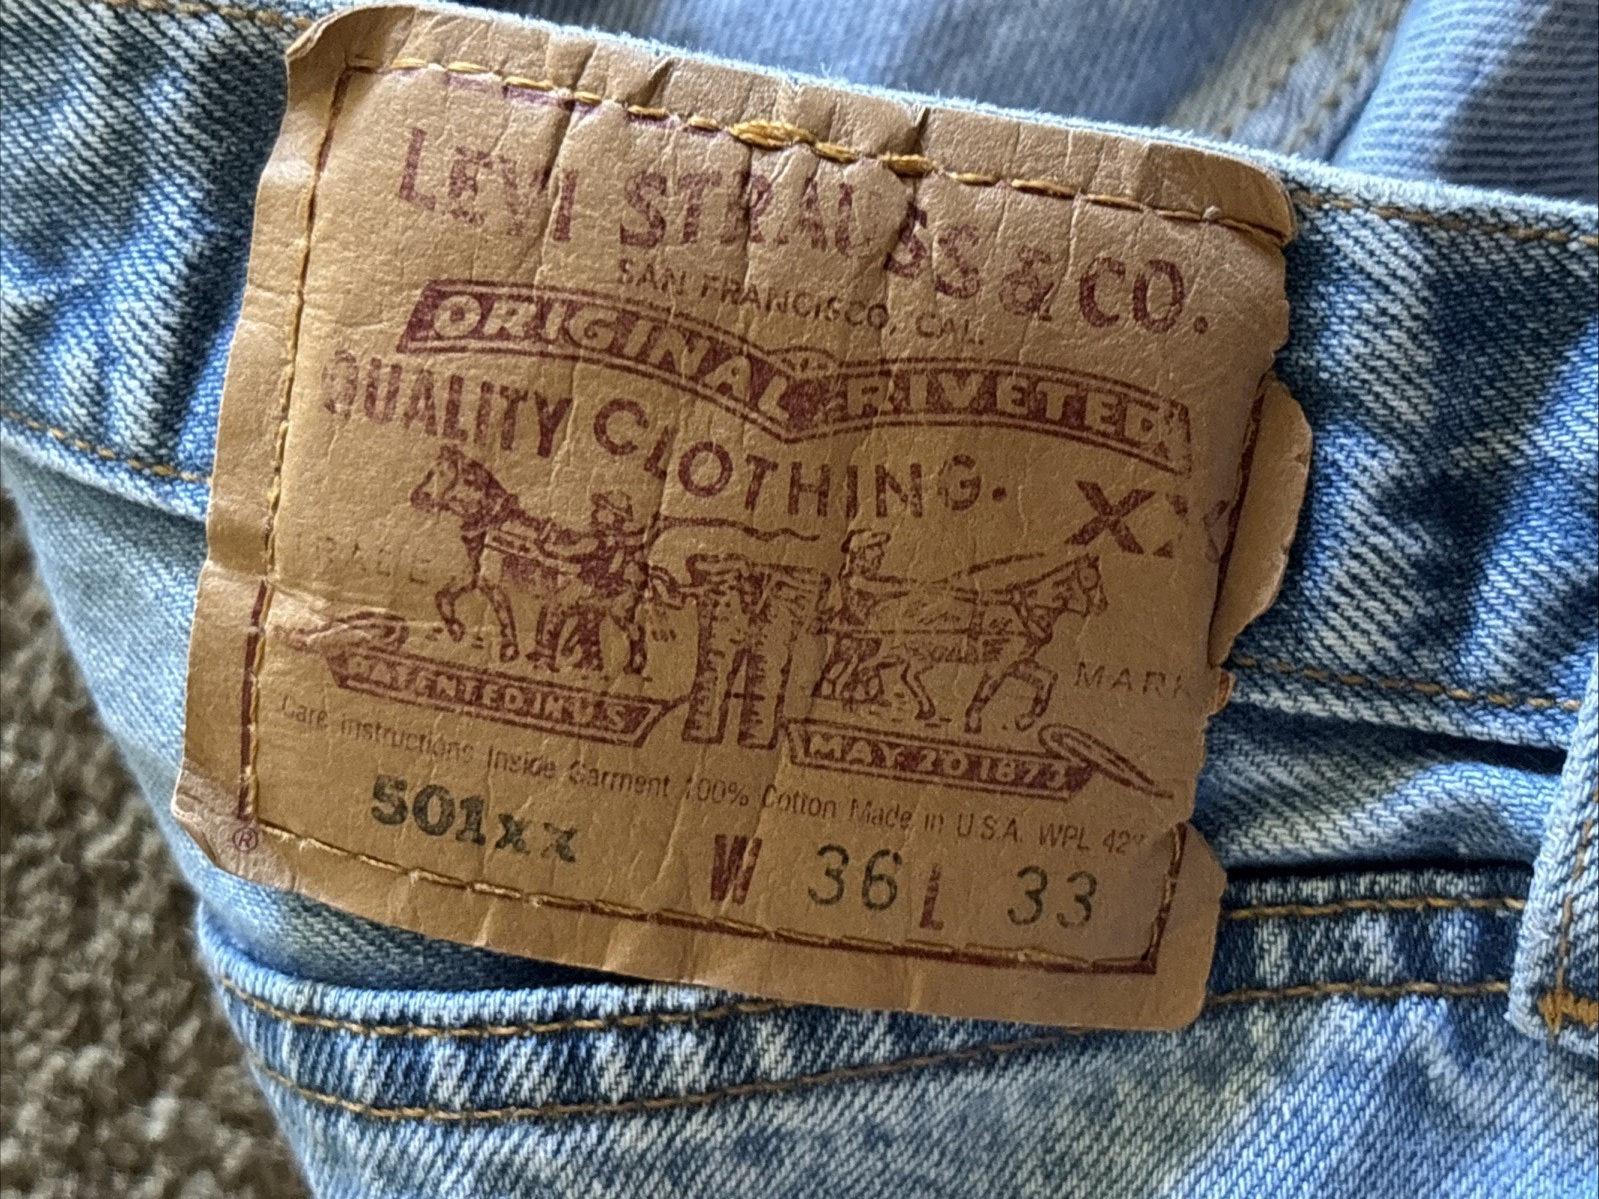 LEVI STRAUSS & CO.
SAN FRANCISCO, CAL.
ORIGINAL RIVETED
QUALITY CLOTHING.
XX
TRADE MARK
PATENTED IN U S
MAY 20 1873
Care instructions Inside Garment 100% Cotton Made in U.S.A. WPL 423
501xx W 36 L 33
®